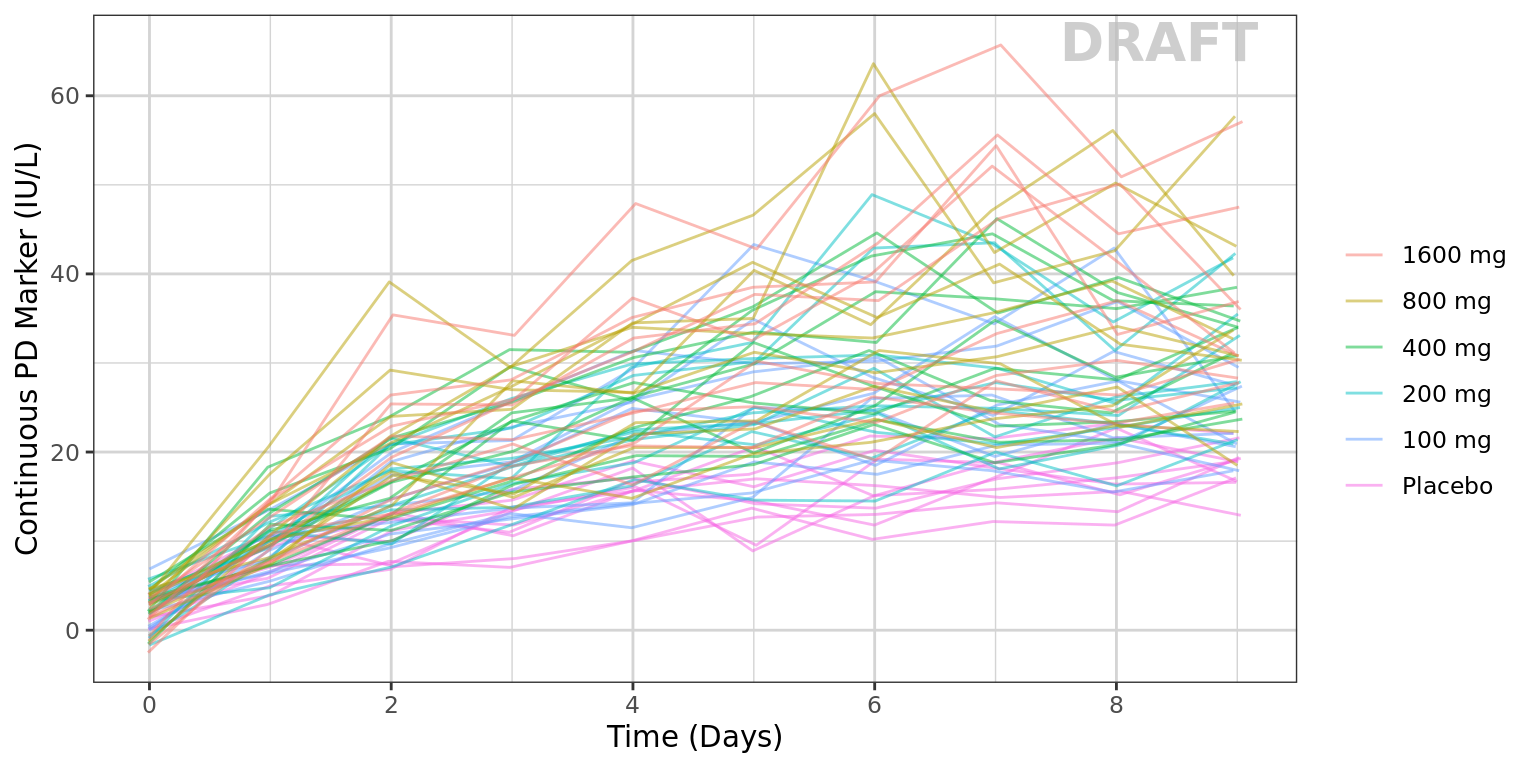 DRAFT
Continuous PD Marker (IU/L)
60
40
20
0
0 2 4 6 8
Time (Days)
1600 mg
800 mg
400 mg
200 mg
100 mg
Placebo